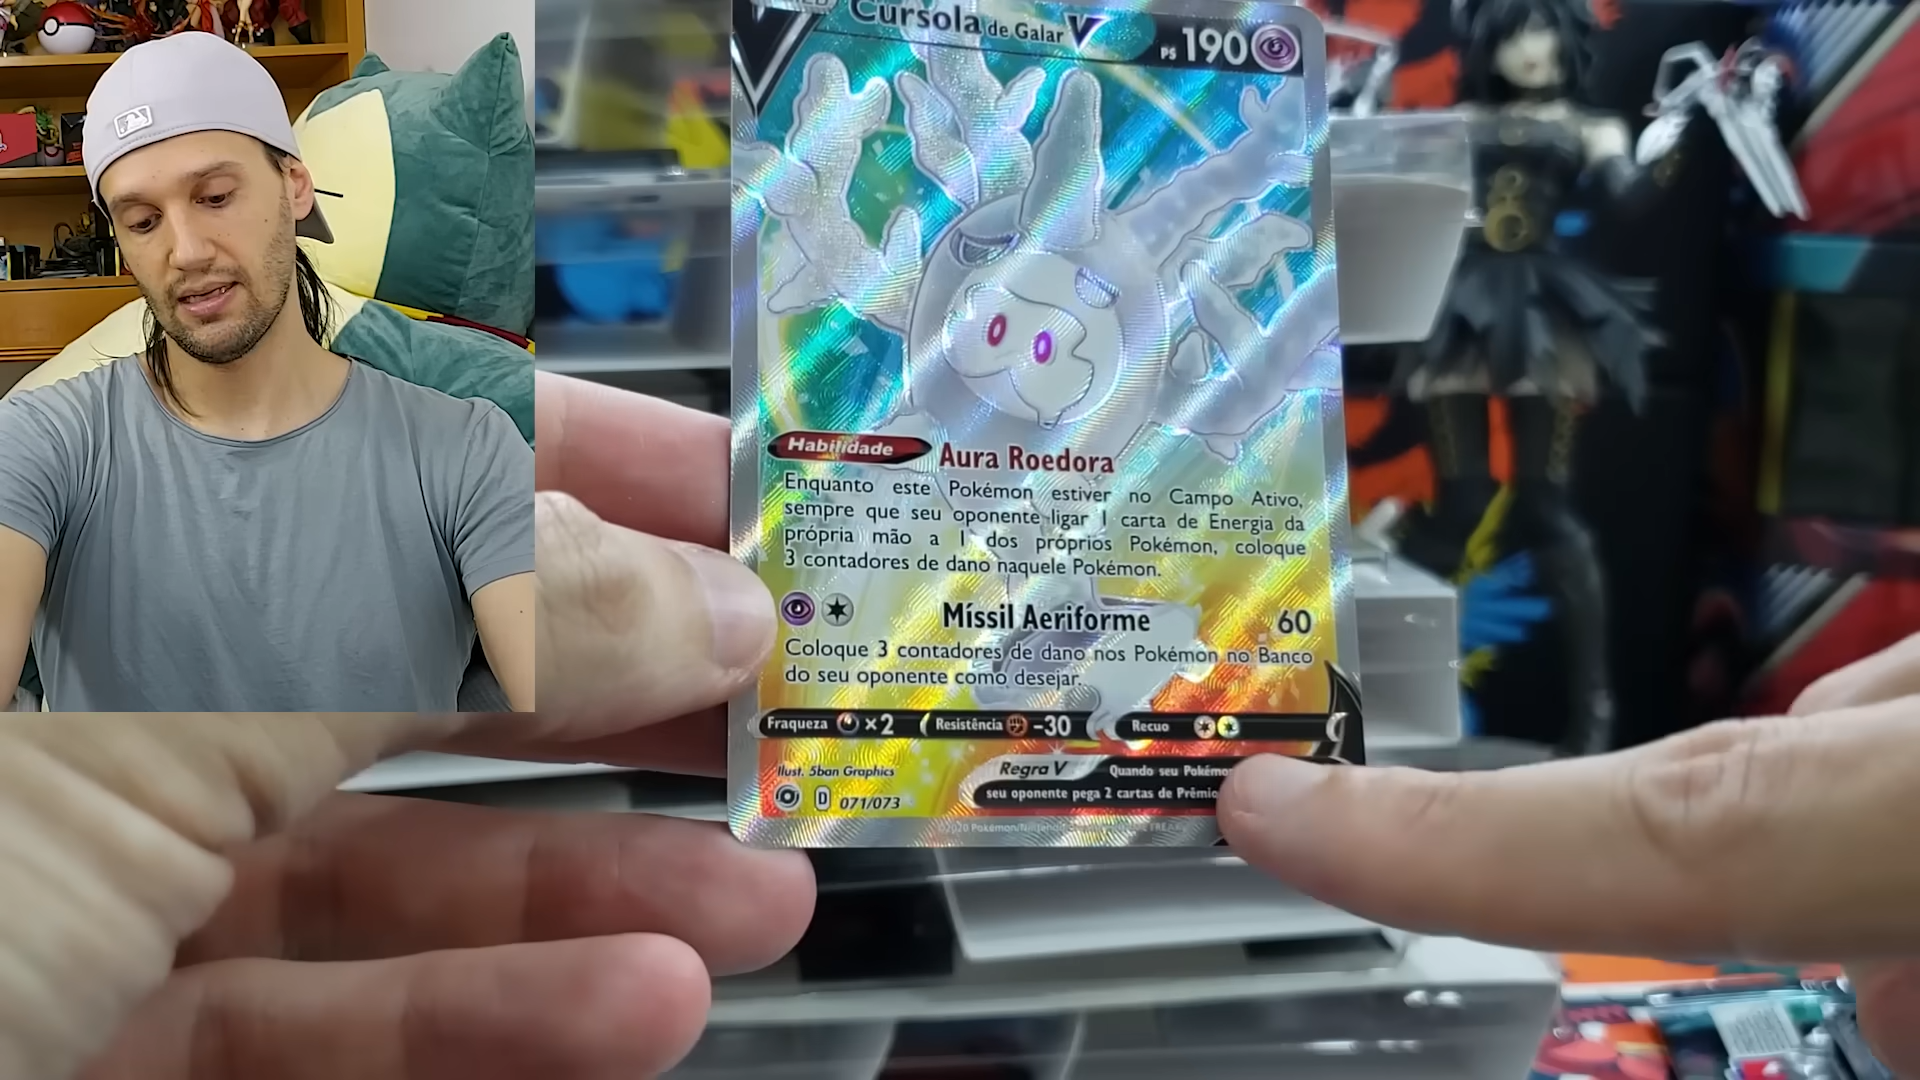 Cursola de Galar V PS 190
Habilidade Aura Roedora
Enquanto este Pokémon estiver no Campo Ativo,
sempre que seu oponente ligar 1 carta de Energia da
própria mão a 1 dos próprios Pokémon, coloque
3 contadores de dano naquele Pokémon.
Míssil Aeriforme 60
Coloque 3 contadores de dano nos Pokémon no Banco
do seu oponente como desejar.
Fraqueza ×2 Resistência -30 Recuo
Ilust. 5ban Graphics
Regra V Quando seu
seu oponente pega 2 cartas de Prêmio
D 071/073
©2020 Pokémon/Nintendo